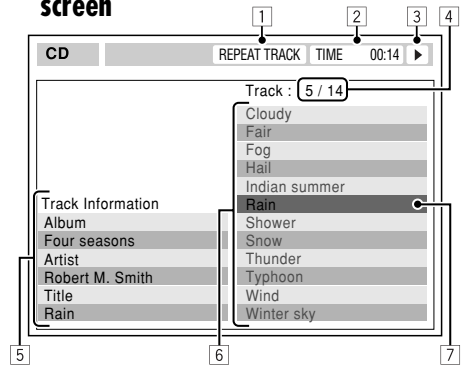 screen
1 2 3 4
CD REPEAT TRACK TIME 00:14
Track : 5 / 14
Cloudy
Fair
Fog
Hail
Indian summer
Rain
Shower
Snow
Thunder
Typhoon
Wind
Winter sky
Track Information
Album
Four seasons
Artist
Robert M. Smith
Title
Rain
5 6 7